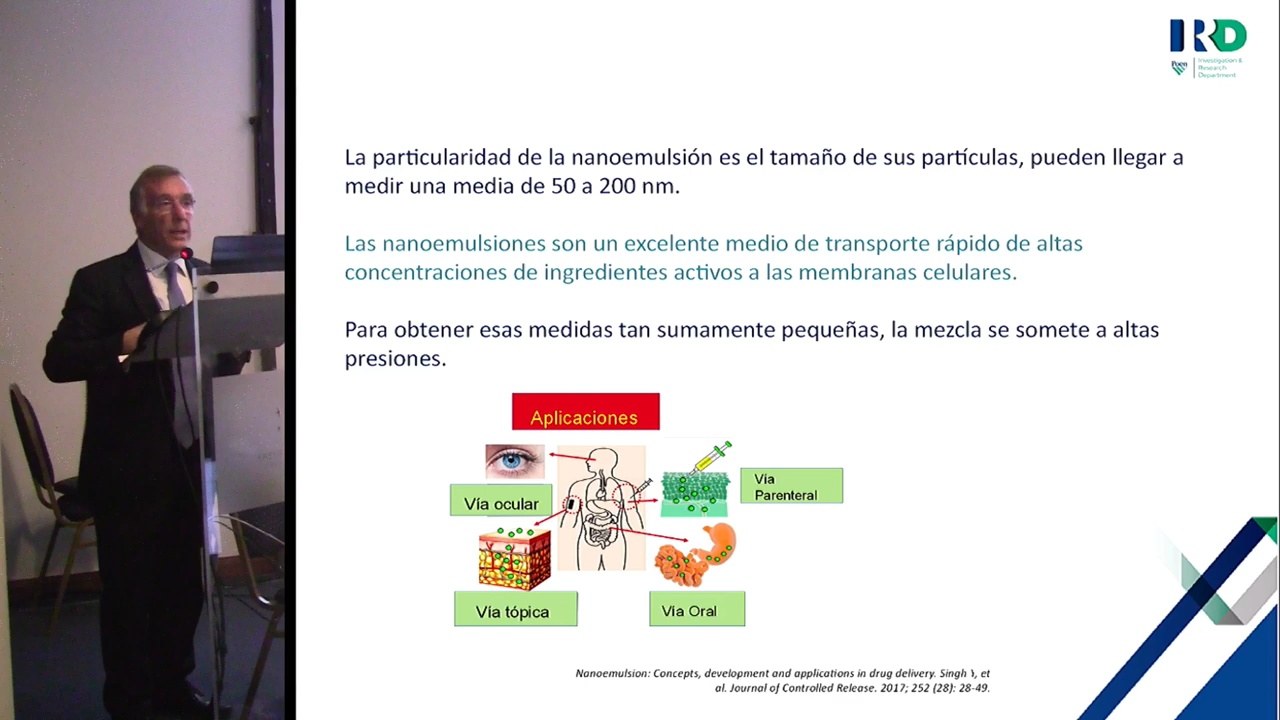 IRD
Poen
Investigation &
Research
Department
La particularidad de la nanoemulsión es el tamaño de sus partículas, pueden llegar a
medir una media de 50 a 200 nm.
Las nanoemulsiones son un excelente medio de transporte rápido de altas
concentraciones de ingredientes activos a las membranas celulares.
Para obtener esas medidas tan sumamente pequeñas, la mezcla se somete a altas
presiones.
Aplicaciones
Vía ocular
Vía
Parenteral
Vía tópica
Vía Oral
Nanoemulsion: Concepts, development and applications in drug delivery. Singh Y, et
al. Journal of Controlled Release. 2017; 252 (28): 28-49.